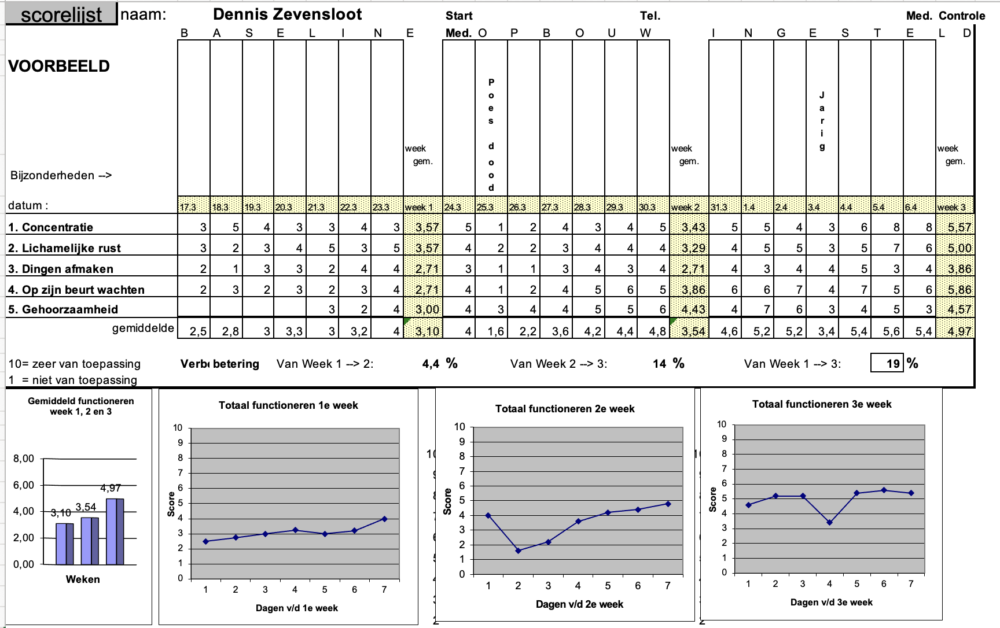 scorelijst naam: Dennis Zevensloot Start Tel. Med. Controle
B A S E L I N E Med. O P B O U W I N G E S T E L D
VOORBEELD
Poes dood
Jarig
week gem. week gem. week gem.
Bijzonderheden -->
datum : 17.3 18.3 19.3 20.3 21.3 22.3 23.3 week 1 24.3 25.3 26.3 27.3 28.3 29.3 30.3 week 2 31.3 1.4 2.4 3.4 4.4 5.4 6.4 week 3
1. Concentratie 3 5 4 3 3 4 3 3,57 5 1 2 4 3 4 5 3,43 5 5 4 3 6 8 8 5,57
2. Lichamelijke rust 3 2 3 4 5 3 5 3,57 4 2 2 3 4 4 4 3,29 4 5 5 3 5 7 6 5,00
3. Dingen afmaken 2 1 3 3 2 4 4 2,71 3 1 1 3 4 3 4 2,71 4 3 4 4 5 3 4 3,86
4. Op zijn beurt wachten 2 3 2 3 2 3 4 2,71 4 1 2 4 5 6 5 3,86 6 6 7 4 7 5 6 5,86
5. Gehoorzaamheid 3 2 4 3,00 4 3 4 4 5 5 6 4,43 4 7 6 3 4 5 3 4,57
gemiddelde 2,5 2,8 3 3,3 3 3,2 4 3,10 4 1,6 2,2 3,6 4,2 4,4 4,8 3,54 4,6 5,2 5,2 3,4 5,4 5,6 5,4 4,97
10= zeer van toepassing Verbe betering Van Week 1 --> 2: 4,4 % Van Week 2 --> 3: 14 % Van Week 1 --> 3: 19 %
1 = niet van toepassing
Gemiddeld functioneren
week 1, 2 en 3
8,00
6,00
4,00
2,00
0,00
3,10 3,54 4,97
Weken
Totaal functioneren 1e week
Score
10
9
8
7
6
5
4
3
2
1
0
1 2 3 4 5 6 7
Dagen v/d 1e week
Totaal functioneren 2e week
Score
10
9
8
7
6
5
4
3
2
1
0
1 2 3 4 5 6 7
Dagen v/d 2e week
Totaal functioneren 3e week
Score
10
9
8
7
6
5
4
3
2
1
0
1 2 3 4 5 6 7
Dagen v/d 3e week